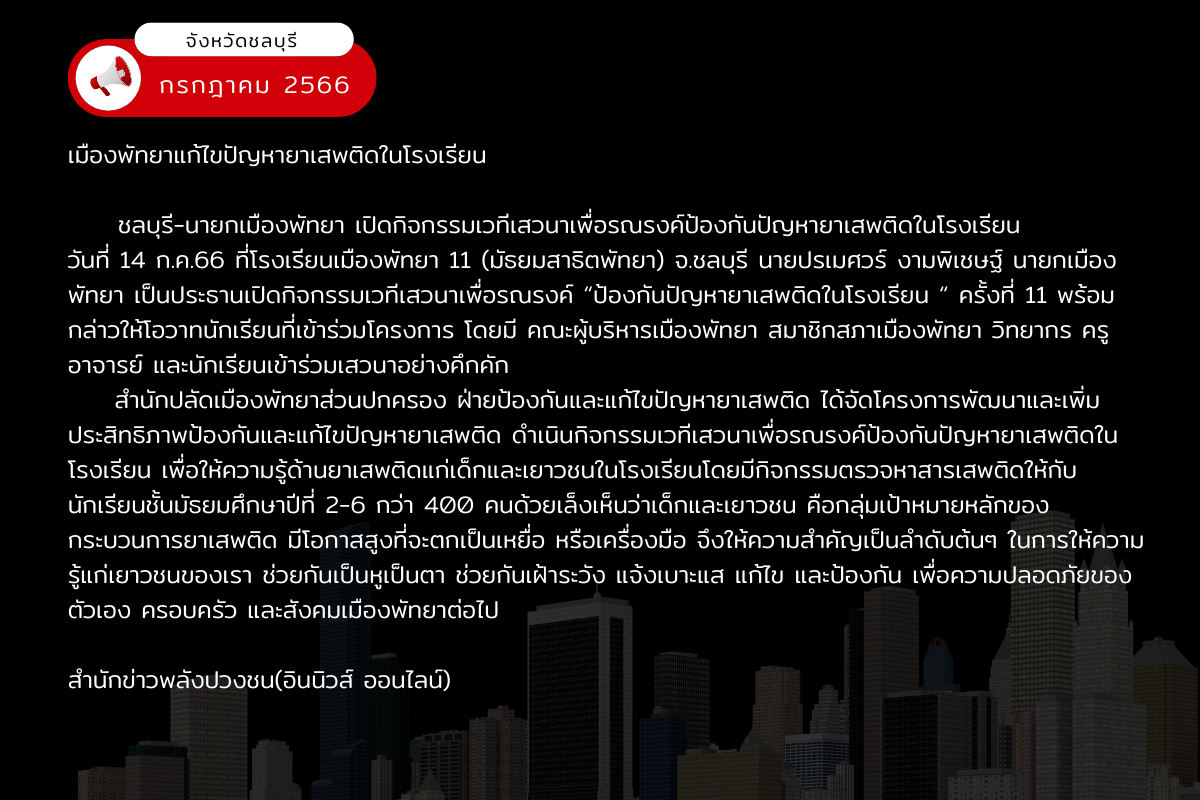 จังหวัดชลบุรี
กรกฎาคม 2566
เมืองพัทยาแก้ไขปัญหายาเสพติดในโรงเรียน
ชลบุรี-นายกเมืองพัทยา เปิดกิจกรรมเวทีเสวนาเพื่อรณรงค์ป้องกันปัญหายาเสพติดในโรงเรียน
วันที่ 14 ก.ค.66 ที่โรงเรียนเมืองพัทยา 11 (มัธยมสาธิตพัทยา) จ.ชลบุรี นายปรเมศวร์ งามพิเชษฐ์ นายกเมือง
พัทยา เป็นประธานเปิดกิจกรรมเวทีเสวนาเพื่อรณรงค์ “ป้องกันปัญหายาเสพติดในโรงเรียน “ ครั้งที่ 11 พร้อม
กล่าวให้โอวาทนักเรียนที่เข้าร่วมโครงการ โดยมี คณะผู้บริหารเมืองพัทยา สมาชิกสภาเมืองพัทยา วิทยากร ครู
อาจารย์ และนักเรียนเข้าร่วมเสวนาอย่างคึกคัก
สำนักปลัดเมืองพัทยาส่วนปกครอง ฝ่ายป้องกันและแก้ไขปัญหายาเสพติด ได้จัดโครงการพัฒนาและเพิ่ม
ประสิทธิภาพป้องกันและแก้ไขปัญหายาเสพติด ดำเนินกิจกรรมเวทีเสวนาเพื่อรณรงค์ป้องกันปัญหายาเสพติดใน
โรงเรียน เพื่อให้ความรู้ด้านยาเสพติดแก่เด็กและเยาวชนในโรงเรียนโดยมีกิจกรรมตรวจหาสารเสพติดให้กับ
นักเรียนชั้นมัธยมศึกษาปีที่ 2-6 กว่า 400 คนด้วยเล็งเห็นว่าเด็กและเยาวชน คือกลุ่มเป้าหมายหลักของ
กระบวนการยาเสพติด มีโอกาสสูงที่จะตกเป็นเหยื่อ หรือเครื่องมือ จึงให้ความสำคัญเป็นลำดับต้นๆ ในการให้ความ
รู้แก่เยาวชนของเรา ช่วยกันเป็นหูเป็นตา ช่วยกันเฝ้าระวัง แจ้งเบาะแส แก้ไข และป้องกัน เพื่อความปลอดภัยของ
ตัวเอง ครอบครัว และสังคมเมืองพัทยาต่อไป
สำนักข่าวพลังปวงชน(อินนิวส์ ออนไลน์)